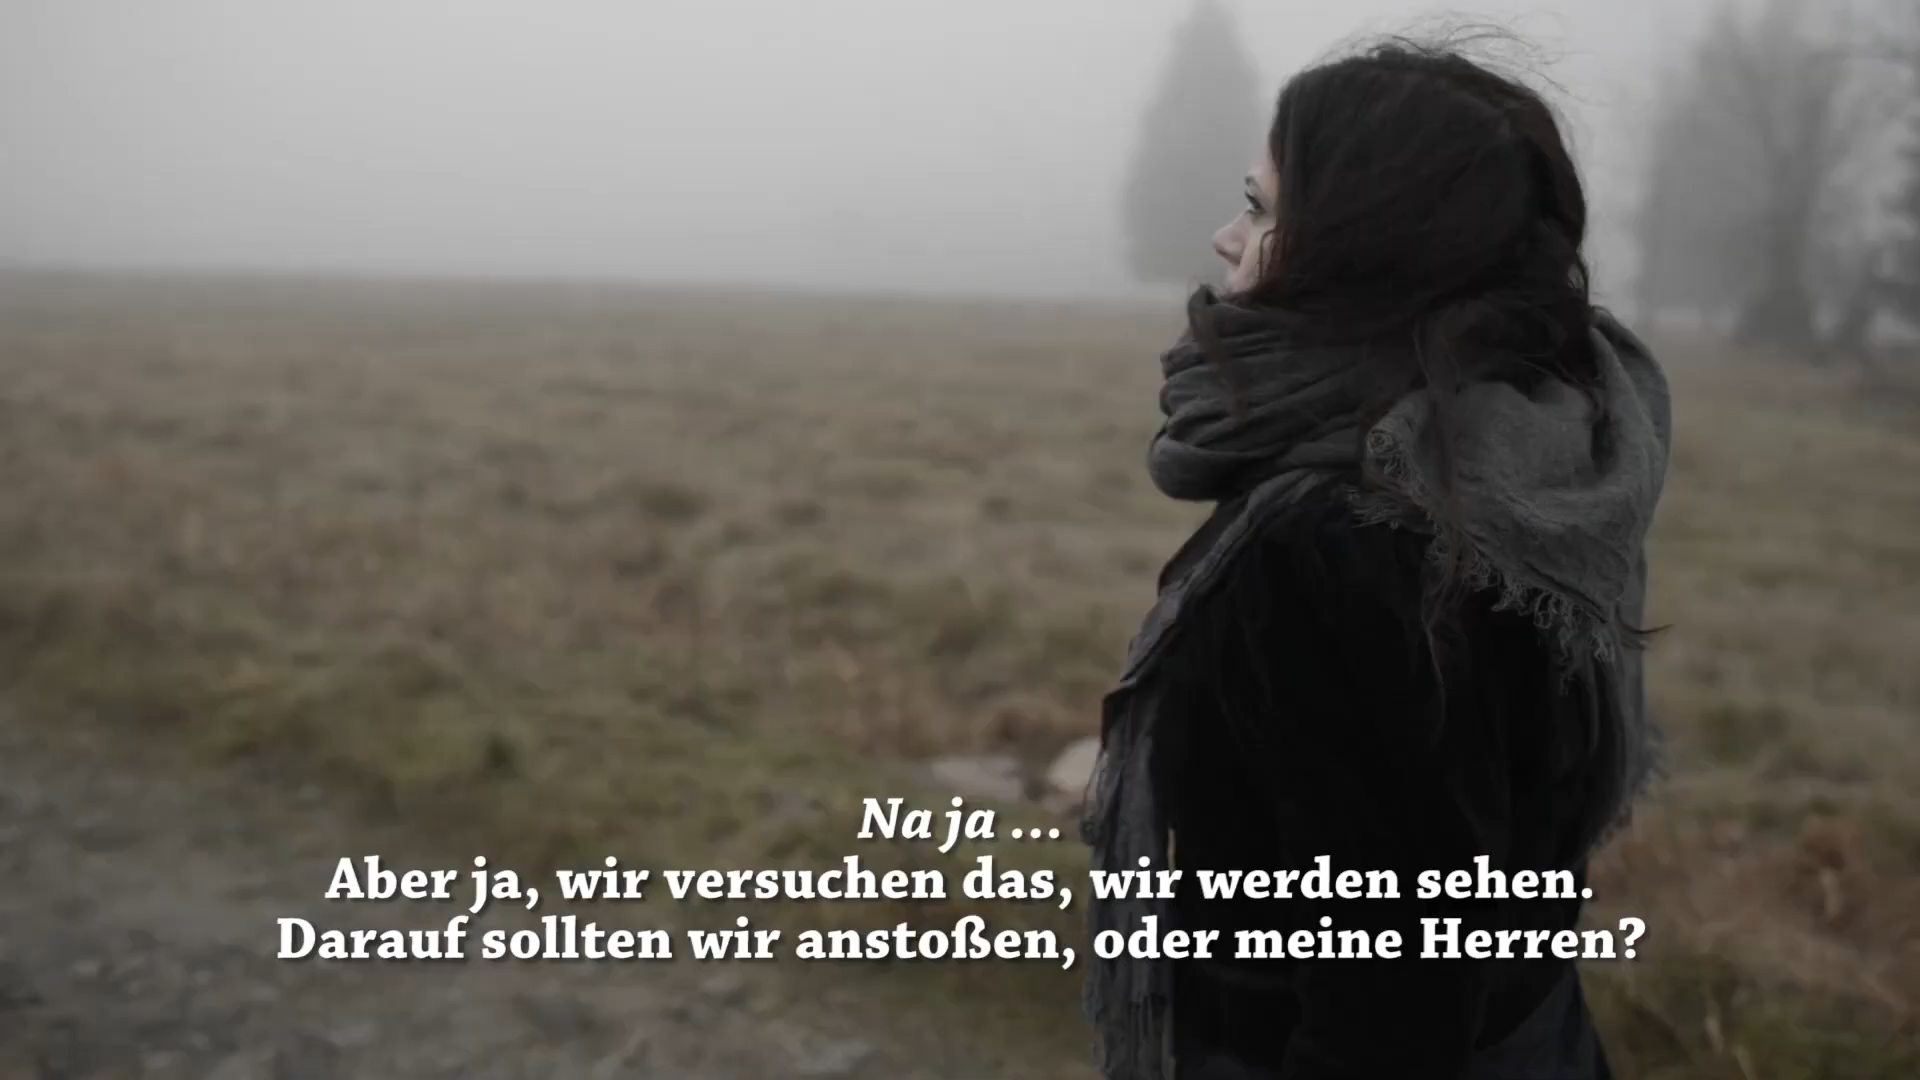 Na ja ...
Aber ja, wir versuchen das, wir werden sehen.
Darauf sollten wir anstoßen, oder meine Herren?